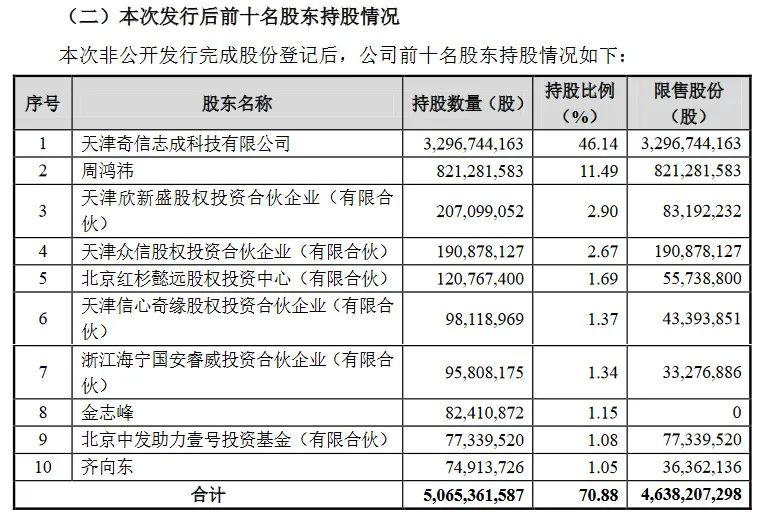 （二）本次发行后前十名股东持股情况
本次非公开发行完成股份登记后，公司前十名股东持股情况如下：
序号 股东名称 持股数量（股） 持股比例（%） 限售股份（股）
1 天津奇信志成科技有限公司 3,296,744,163 46.14 3,296,744,163
2 周鸿祎 821,281,583 11.49 821,281,583
3 天津欣新盛股权投资合伙企业（有限合伙） 207,099,052 2.90 83,192,232
4 天津众信股权投资合伙企业（有限合伙） 190,878,127 2.67 190,878,127
5 北京红杉懿远股权投资中心（有限合伙） 120,767,400 1.69 55,738,800
6 天津信心奇缘股权投资合伙企业（有限合伙） 98,118,969 1.37 43,393,851
7 浙江海宁国安睿威投资合伙企业（有限合伙） 95,808,175 1.34 33,276,886
8 金志峰 82,410,872 1.15 0
9 北京中发助力壹号投资基金（有限合伙） 77,339,520 1.08 77,339,520
10 齐向东 74,913,726 1.05 36,362,136
合计 5,065,361,587 70.88 4,638,207,298